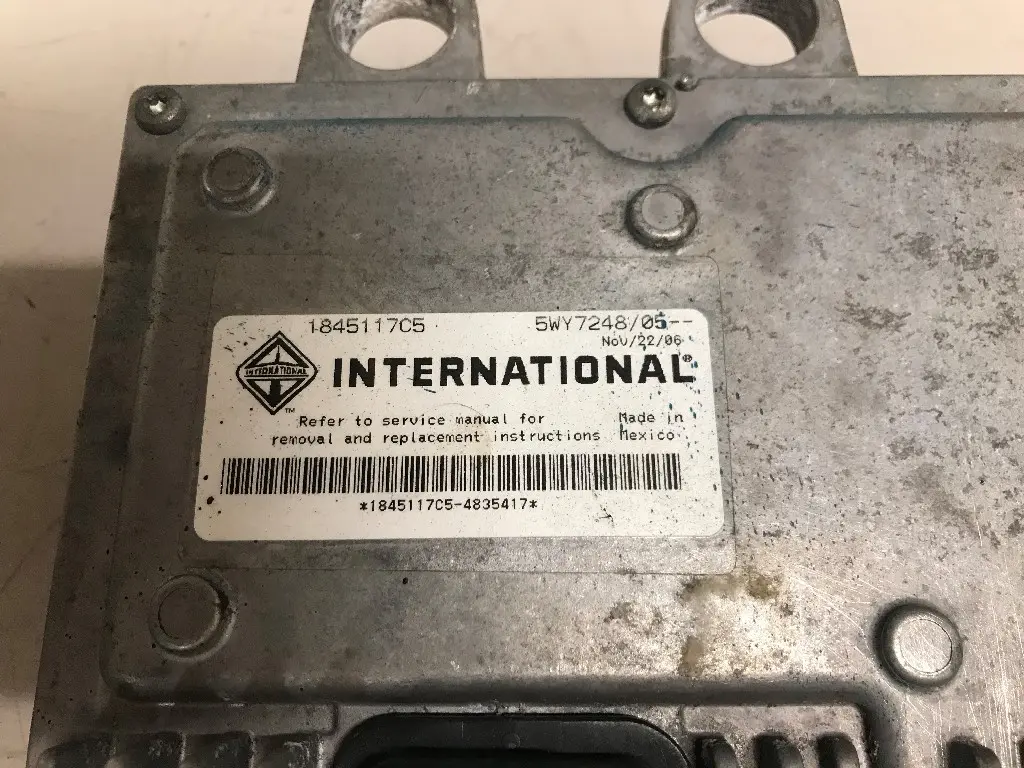 1845117C5 5WY7248/05--
Nov/22/06
INTERNATIONAL
INTERNATIONAL®
™
Refer to service manual for Made in
removal and replacement instructions Mexico
*1845117C5-4835417*